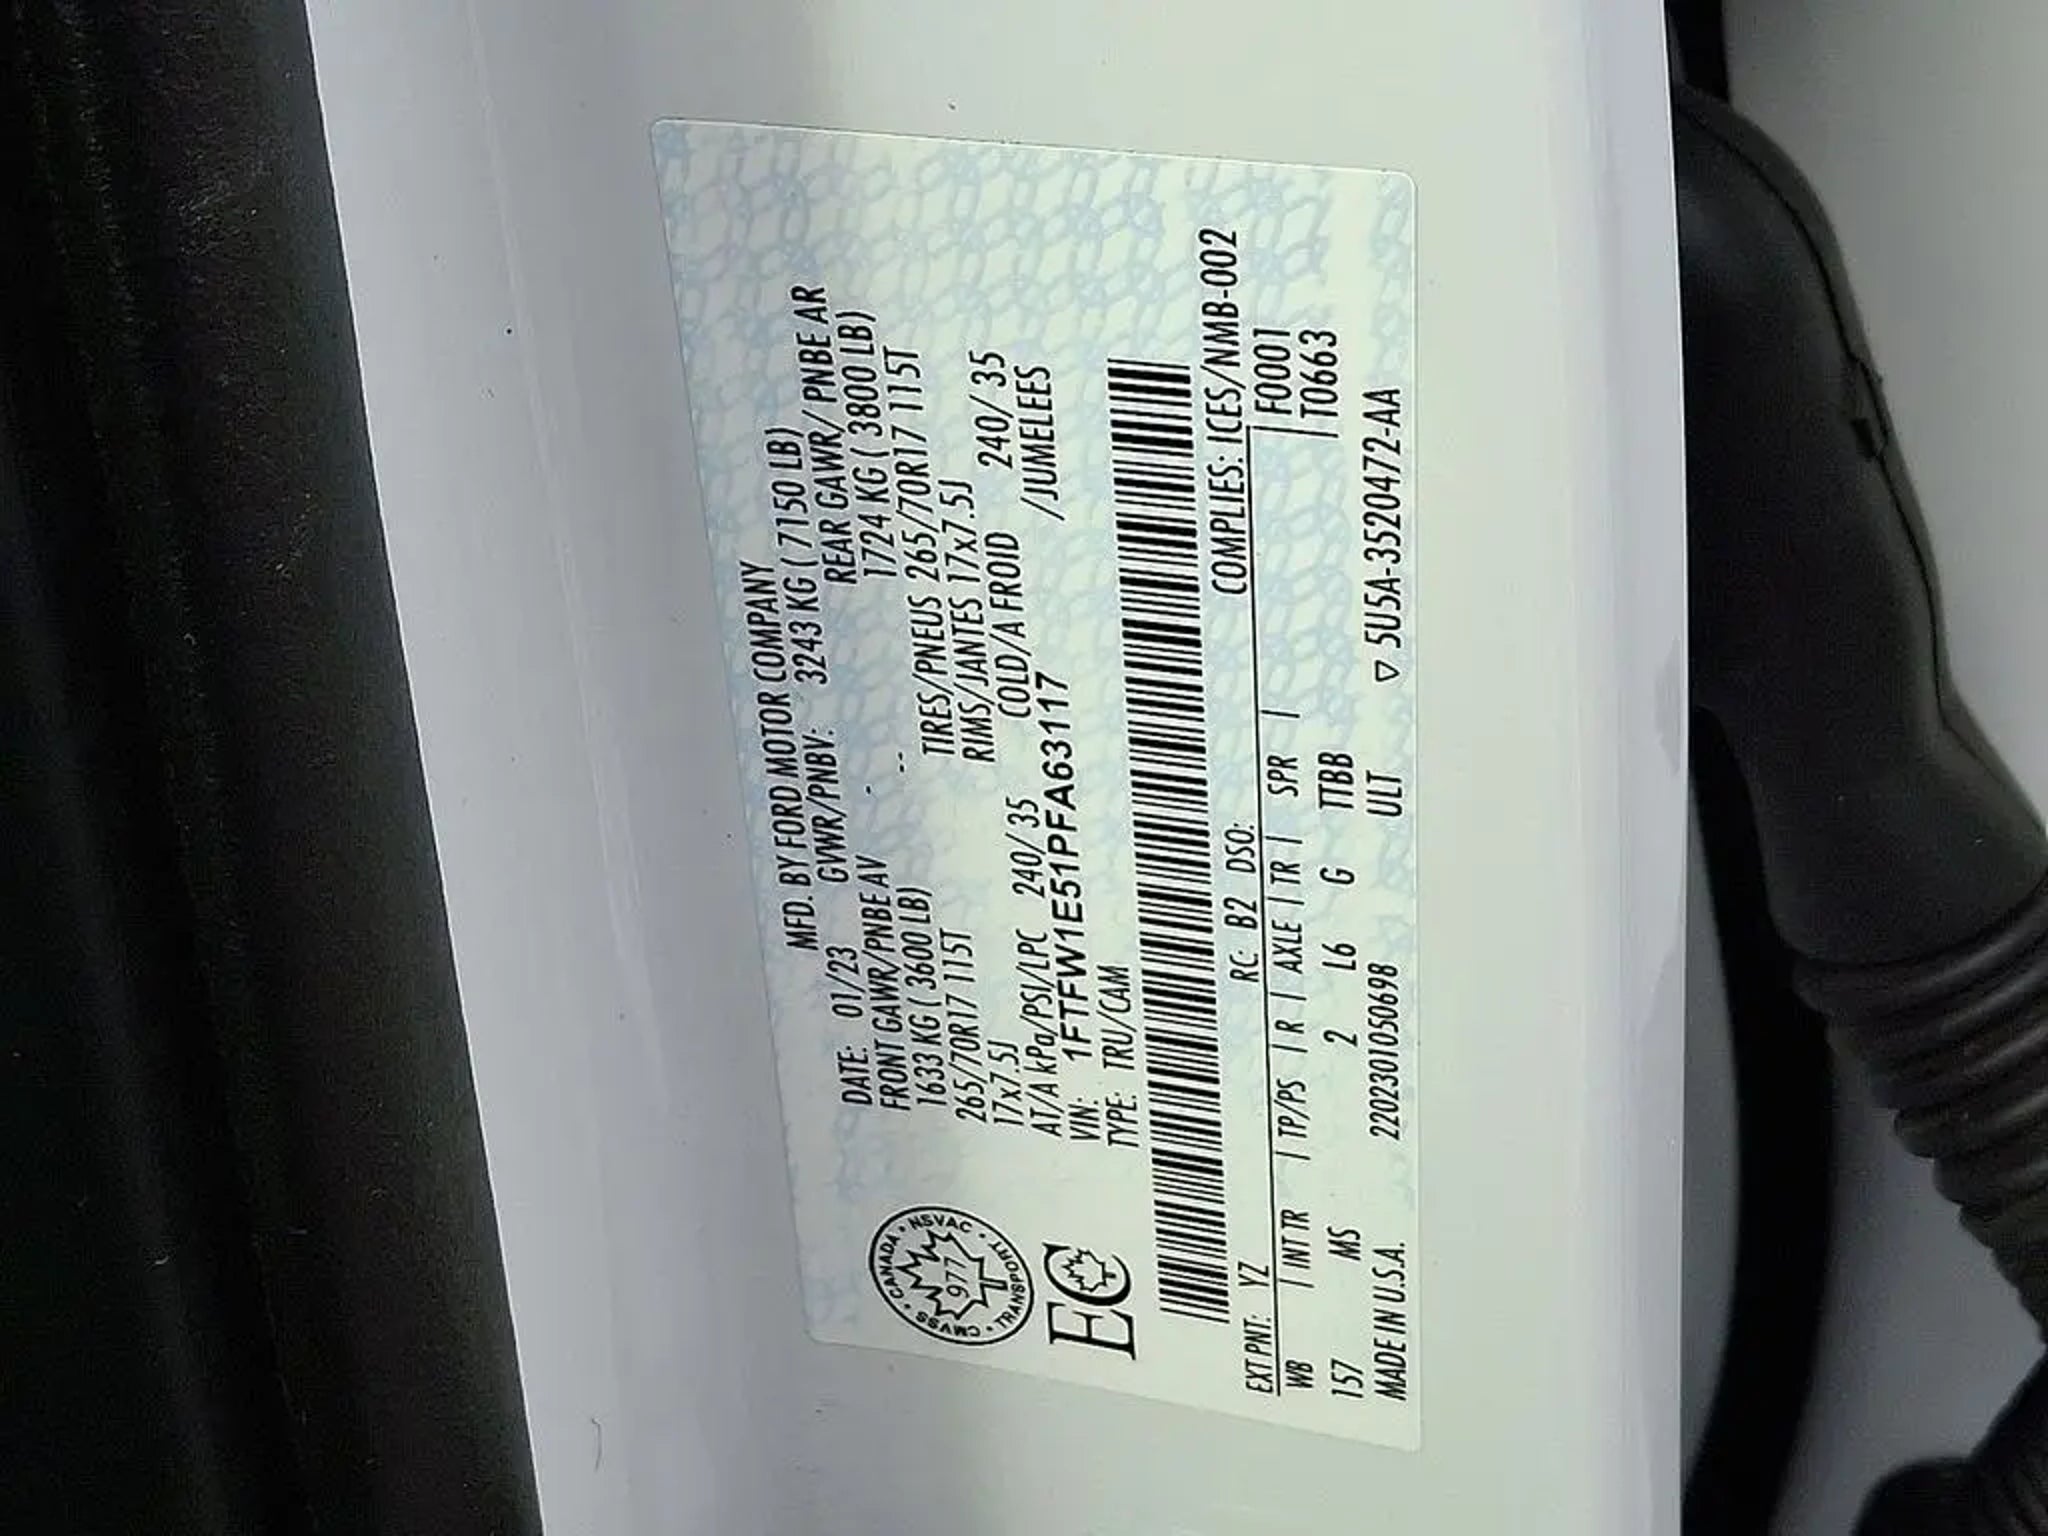 MFD. BY FORD MOTOR COMPANY
DATE: 01/23 GVWR/PNBV: 3243 KG ( 7150 LB)
FRONT GAWR/PNBE AV REAR GAWR/ PNBE AR
1633 KG ( 3600 LB) - 1724 KG ( 3800 LB)
265/70R17 115T -- TIRES/PNEUS 265/70R17 115T
17x7.5J RIMS/JANTES 17x7.5J
AT/A kPa/PSI/LPC 240/ 35 COLD/A FROID 240/ 35
VIN: 1FTFW1E51PFA63117 /JUMELEES
TYPE: TRU/CAM
CANADA • NSVAC • TRANSPORT • CMVSS •
977
EC
COMPLIES: ICES/NMB-002
EXT PNT: YZ RC: B2 DSO:
WB | INT TR | TP/PS | R | AXLE | TR | SPR | | F0001
157 MS 2 L6 G TTBB | T0663
MADE IN U.S.A. 2202301050698 ULT ▽ 5U5A-3520472-AA